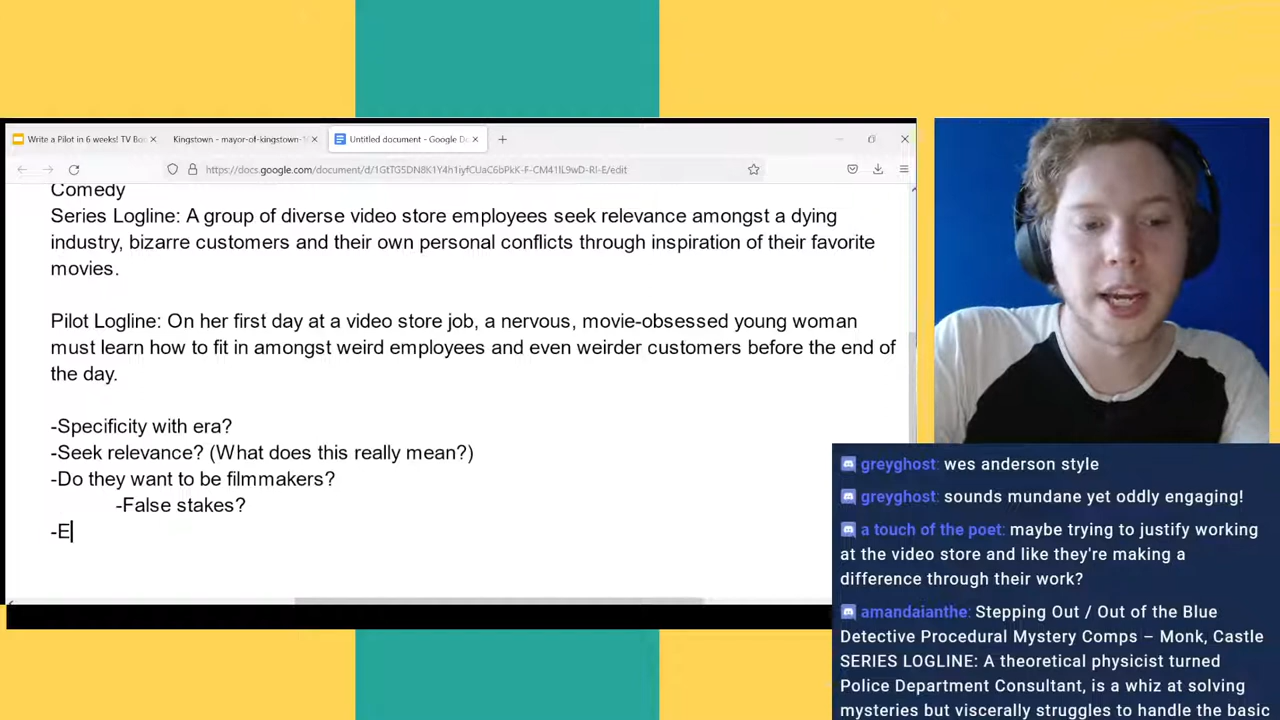 Write a Pilot in 6 weeks! TV Bo
Kingstown - mayor-of-kingstown-
Untitled document - Google D
Comedy
Series Logline: A group of diverse video store employees seek relevance amongst a dying
industry, bizarre customers and their own personal conflicts through inspiration of their favorite
movies.
Pilot Logline: On her first day at a video store job, a nervous, movie-obsessed young woman
must learn how to fit in amongst weird employees and even weirder customers before the end of
the day.
-Specificity with era?
-Seek relevance? (What does this really mean?)
-Do they want to be filmmakers?
-False stakes?
-E
greyghost: wes anderson style
greyghost: sounds mundane yet oddly engaging!
a touch of the poet: maybe trying to justify working
at the video store and like they're making a
difference through their work?
amandaianthe: Stepping Out / Out of the Blue
Detective Procedural Mystery Comps – Monk, Castle
SERIES LOGLINE: A theoretical physicist turned
Police Department Consultant, is a whiz at solving
mysteries but viscerally struggles to handle the basic